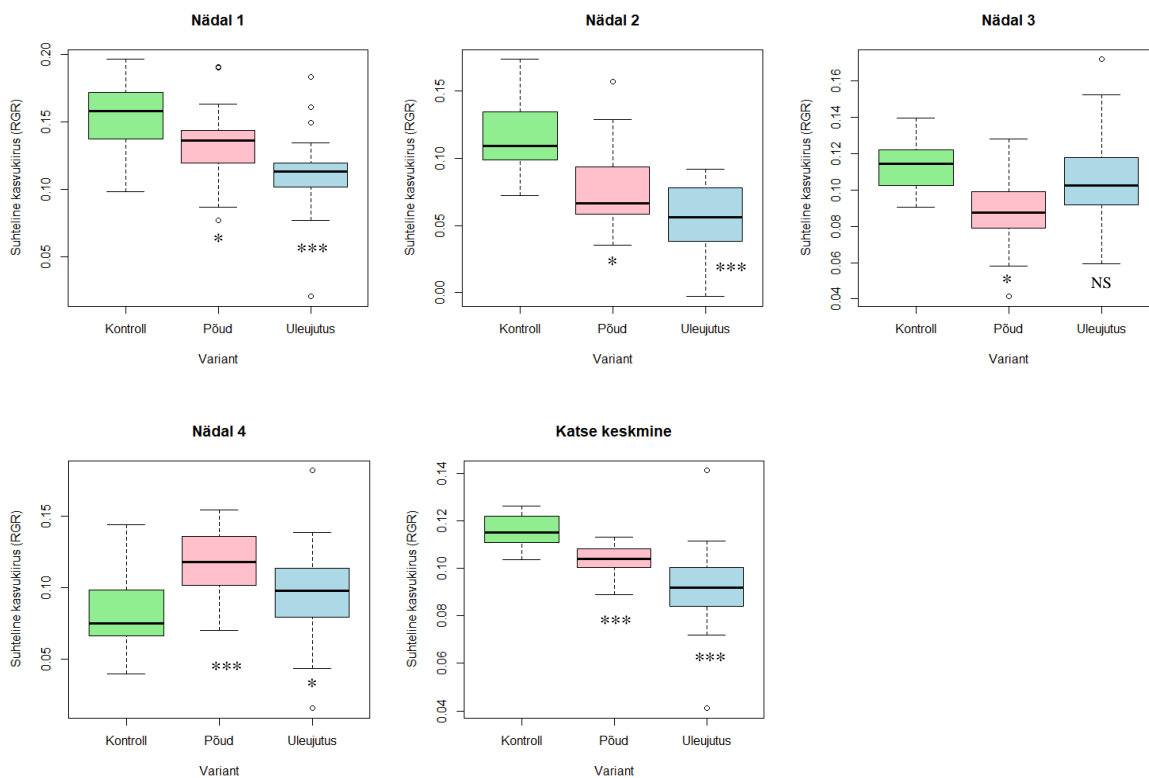 Nädal 1
Suhteline kasvukiirus (RGR)
0.20
0.15
0.10
0.05
*
***
Kontroll Põud Uleujutus
Variant
Nädal 2
Suhteline kasvukiirus (RGR)
0.15
0.10
0.05
0.00
*
***
Kontroll Põud Uleujutus
Variant
Nädal 3
Suhteline kasvukiirus (RGR)
0.16
0.14
0.12
0.10
0.08
0.06
0.04
*
NS
Kontroll Põud Uleujutus
Variant
Nädal 4
Suhteline kasvukiirus (RGR)
0.15
0.10
0.05
***
*
Kontroll Põud Uleujutus
Variant
Katse keskmine
Suhteline kasvukiirus (RGR)
0.14
0.12
0.10
0.08
0.06
0.04
***
***
Kontroll Põud Uleujutus
Variant